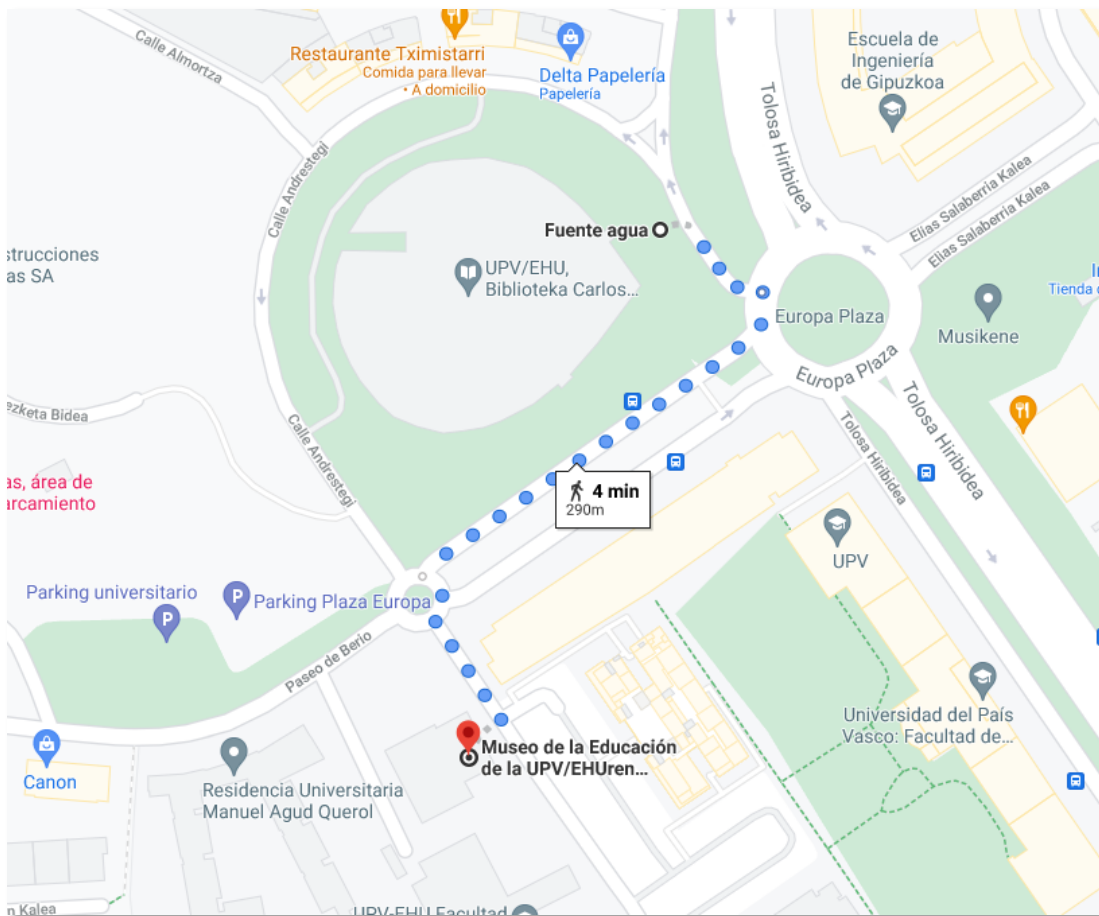 Calle Almortza
Restaurante Tximistarri
Comida para llevar
• A domicilio
Delta Papelería
Papelería
Escuela de
Ingeniería
de Gipuzkoa
Tolosa Hiribidea
Calle Andrestegi
Elias Salaberria Kalea
Elias Salaberria Kalea
Fuente agua
strucciones
as SA
UPV/EHU,
Biblioteka Carlos...
Tienda
Europa Plaza
Musikene
Europa Plaza
ezketa Bidea
Calle Andrestegi
Tolosa Hiribidea
Tolosa Hiribidea
as, área de
arcamiento
4 min
290m
UPV
Parking universitario
P
P
Parking Plaza Europa
Paseo de Berio
Universidad del País
Vasco: Facultad de...
Museo de la Educación
de la UPV/EHUren...
Canon
Residencia Universitaria
Manuel Agud Querol
n Kalea
UPV-EHU Facultad